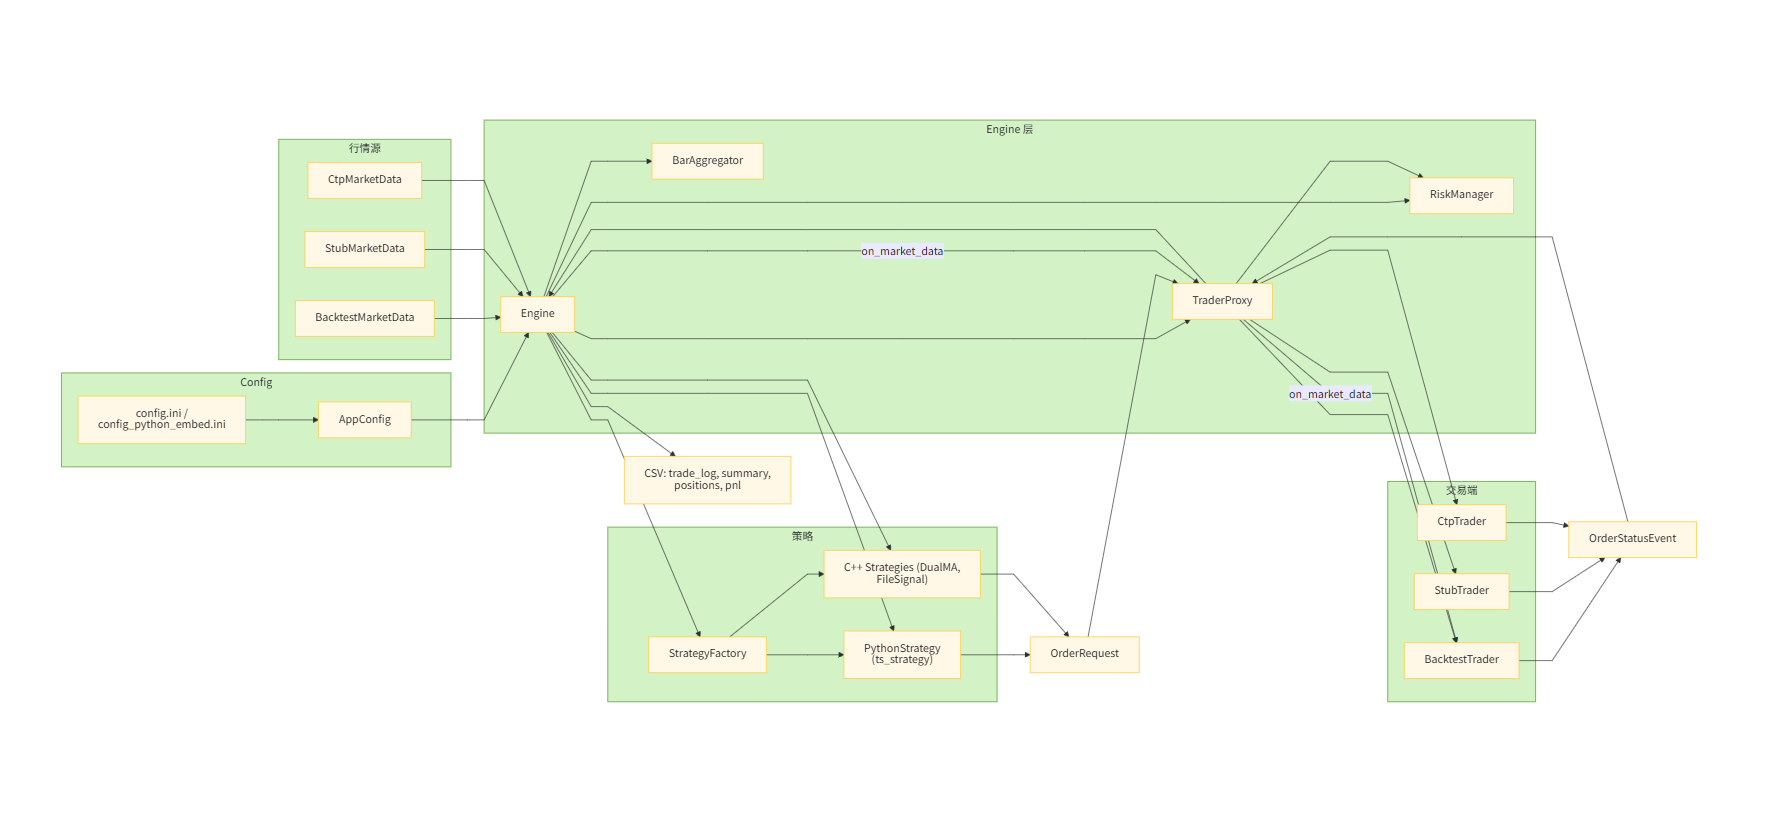 Engine 层
行情源
CtpMarketData
StubMarketData
BacktestMarketData
Config
config.ini /
config_python_embed.ini
AppConfig
Engine
BarAggregator
on_market_data
TraderProxy
RiskManager
on_market_data
CSV: trade_log, summary,
positions, pnl
策略
C++ Strategies (DualMA,
FileSignal)
StrategyFactory
PythonStrategy
(ts_strategy)
OrderRequest
交易端
CtpTrader
StubTrader
BacktestTrader
OrderStatusEvent